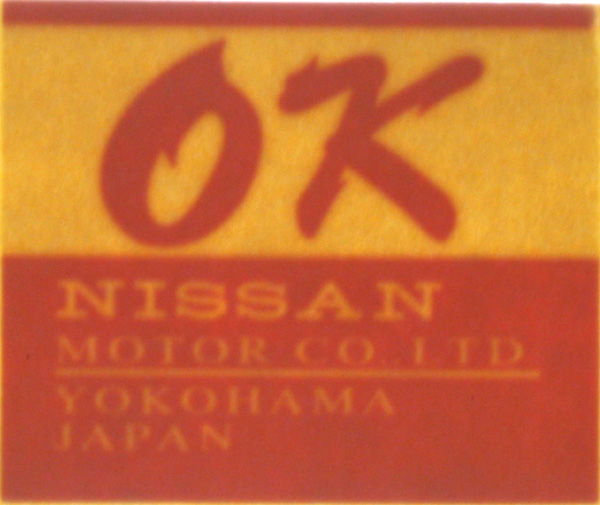 OK
NISSAN
MOTOR CO., LTD
YOKOHAMA
JAPAN